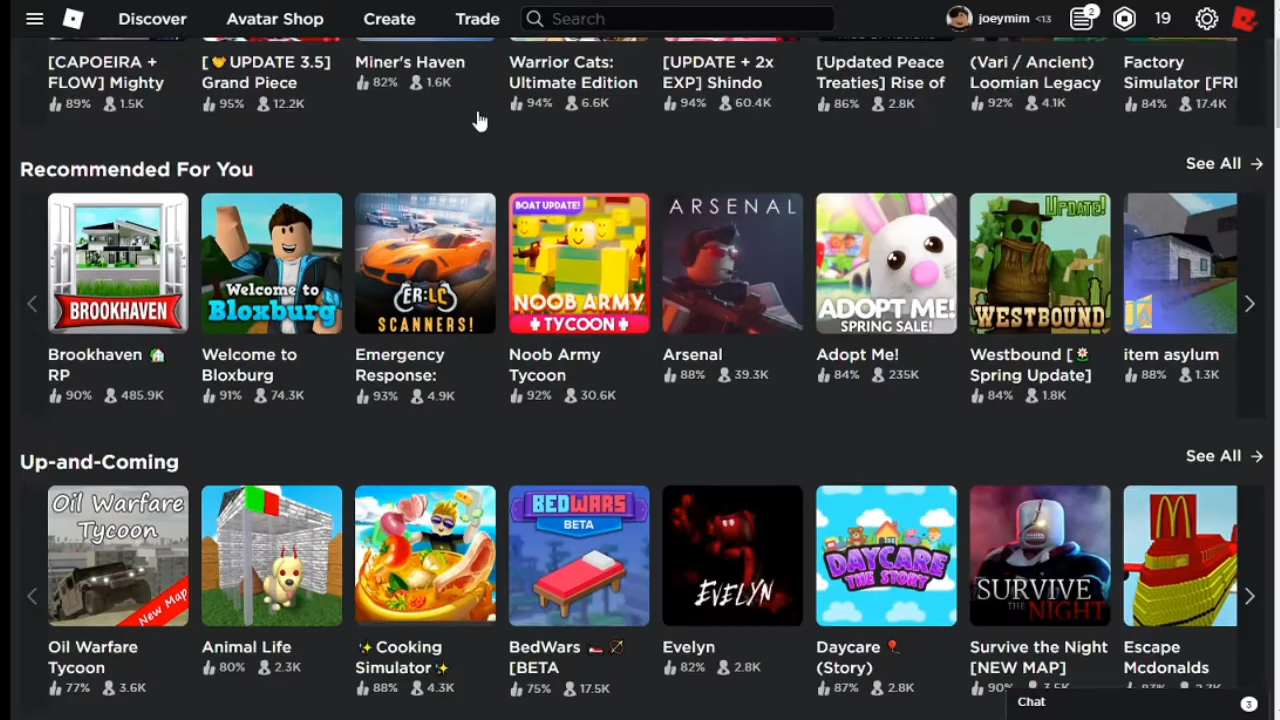 Discover Avatar Shop Create Trade Search joeymim <13 2 19
[CAPOEIRA + FLOW] Mighty
89% 1.5K
[ 🐤 UPDATE 3.5] Grand Piece
95% 12.2K
Miner's Haven
82% 1.6K
Warrior Cats: Ultimate Edition
94% 6.6K
[UPDATE + 2x EXP] Shindo
94% 60.4K
[Updated Peace Treaties] Rise of
86% 2.8K
(Vari / Ancient) Loomian Legacy
92% 4.1K
Factory Simulator [FRI
84% 17.4K
Recommended For You See All →
BROOKHAVEN
Brookhaven 🏠 RP
90% 485.9K
Welcome to
Bloxburg
Welcome to Bloxburg
91% 74.3K
ER:LC
SCANNERS!
Emergency Response:
93% 4.9K
BOAT UPDATE!
NOOB ARMY
+ TYCOON +
Noob Army Tycoon
92% 30.6K
ARSENAL
Arsenal
88% 39.3K
ADOPT ME!
SPRING SALE!
Adopt Me!
84% 235K
UPDATE!
WESTBOUND
Westbound [🌷 Spring Update]
84% 1.8K
item asylum
88% 1.3K
Up-and-Coming See All →
Oil Warfare
Tycoon
New Map
Oil Warfare Tycoon
77% 3.6K
Animal Life
80% 2.3K
✨Cooking Simulator✨
88% 4.3K
BEDWARS
BETA
BedWars 🛏️ 🏹 [BETA
75% 17.5K
EVELYN
Evelyn
82% 2.8K
DAYCARE
THE STORY
Daycare 🎈 (Story)
87% 2.8K
SURVIVE
THE NIGHT
Survive the Night [NEW MAP]
90%
Escape Mcdonalds
Chat 3